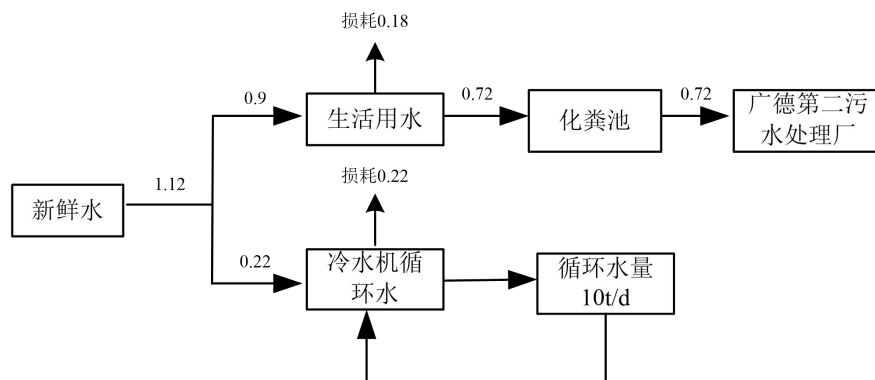 损耗0.18
0.9
生活用水
0.72
化粪池
0.72
广德第二污
水处理厂
新鲜水
1.12
损耗0.22
0.22
冷水机循
环水
循环水量
10t/d